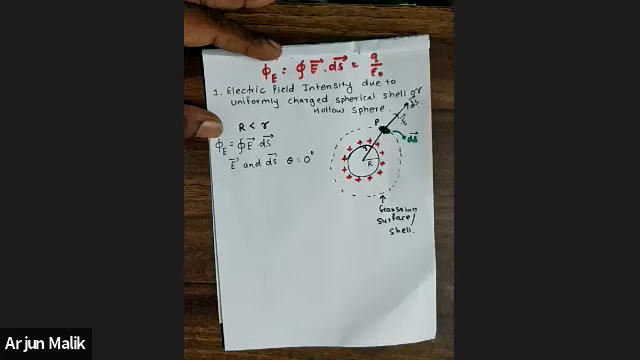 ϕE = ∮ E⃗ . ds⃗ = q/ε0
1. Electric Field Intensity due to
uniformly charged spherical shell or
Hollow sphere.
R < r
ϕE = ∮ E⃗ . ds⃗
E⃗ and ds⃗ θ = 0°
P
E⃗
ds⃗
ds⃗
r
R
+ + + + + + + + + + + +
Gaussian
surface/
shell.
Arjun Malik